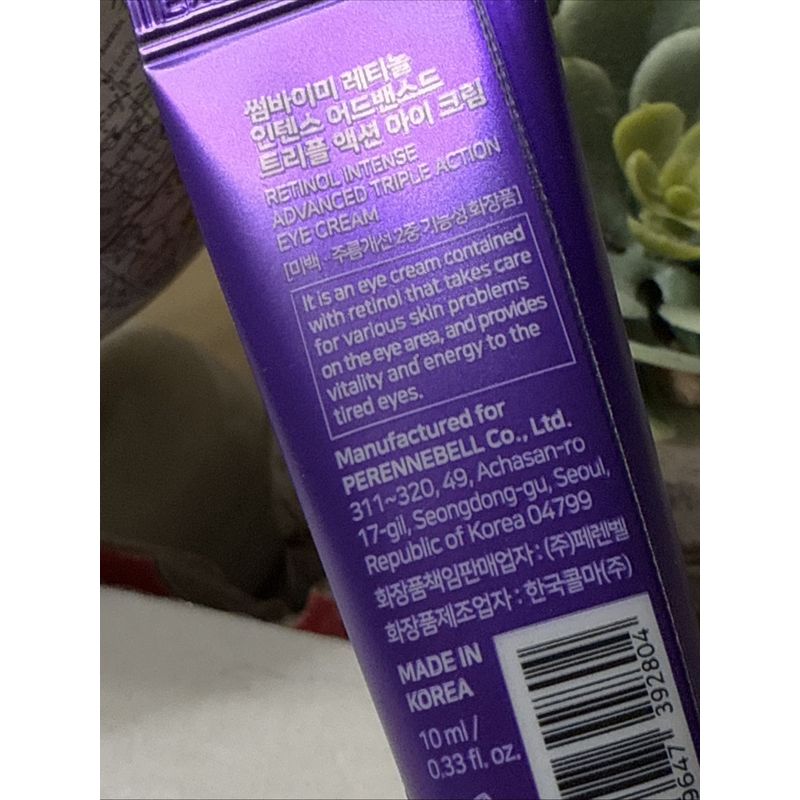 썸바이미 레티놀
인텐스 어드밴스드
트리플 액션 아이 크림
RETINOL INTENSE
ADVANCED TRIPLE ACTION
EYE CREAM
[미백 · 주름개선 2중 기능성화장품]
It is an eye cream contained
with retinol that takes care
for various skin problems
on the eye area, and provides
vitality and energy to the
tired eyes.
Manufactured for
PERENNEBELL Co., Ltd.
311~320, 49, Achasan-ro
17-gil, Seongdong-gu, Seoul,
Republic of Korea 04799
화장품책임판매업자 : (주)페렌벨
화장품제조업자 : 한국콜마(주)
MADE IN
KOREA
10 ml /
0.33 fl. oz.
9647 392804